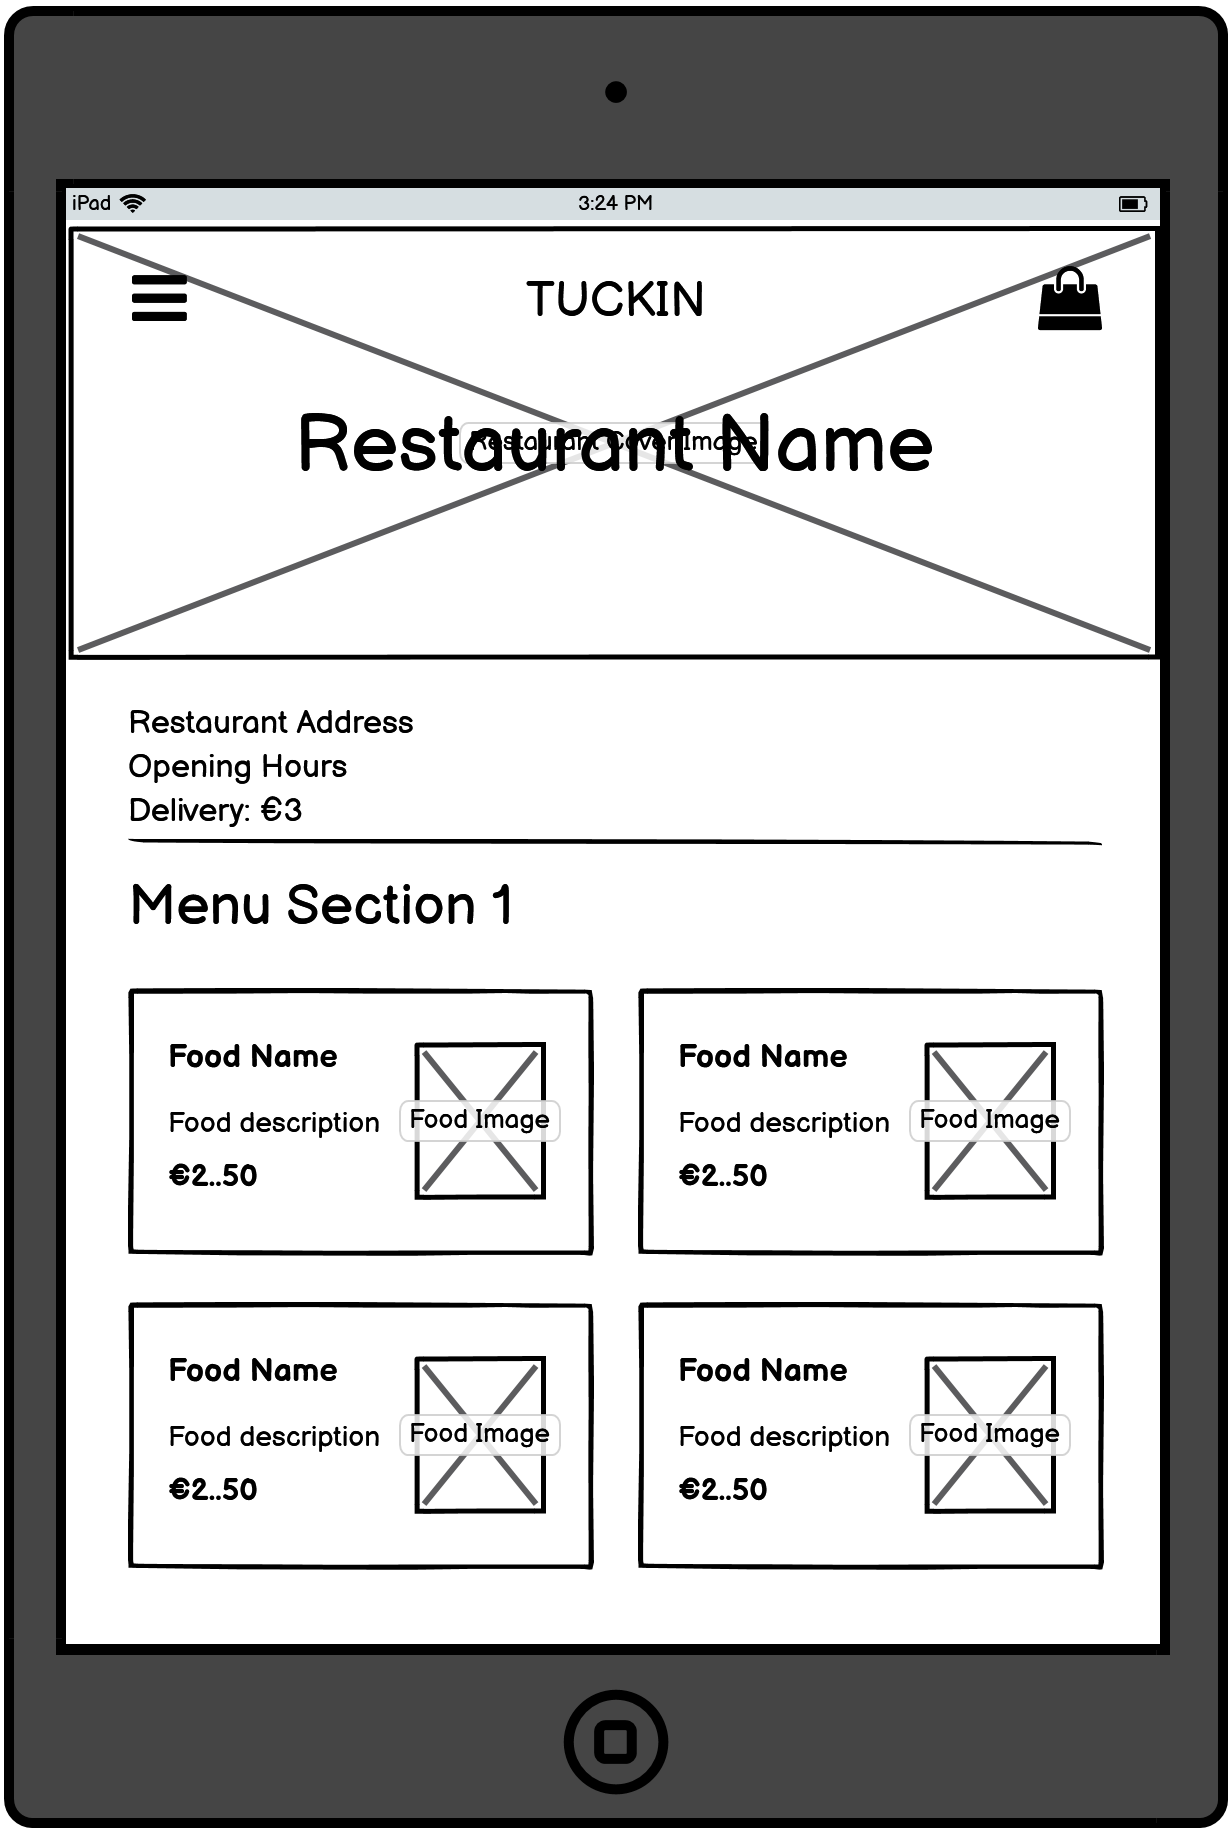 iPad 3:24 PM
TUCKIN
Restaurant Name
Restaurant Cover Image
Restaurant Address
Opening Hours
Delivery: €3
Menu Section 1
Food Name
Food description
€2..50
Food Image
Food Name
Food description
€2..50
Food Image
Food Name
Food description
€2..50
Food Image
Food Name
Food description
€2..50
Food Image